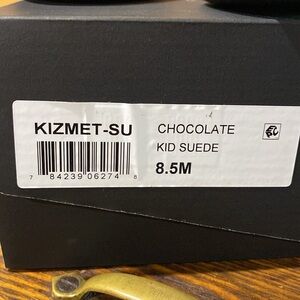 KIZMET-SU
CHOCOLATE
KID SUEDE
8.5M
7 84239 06274 8